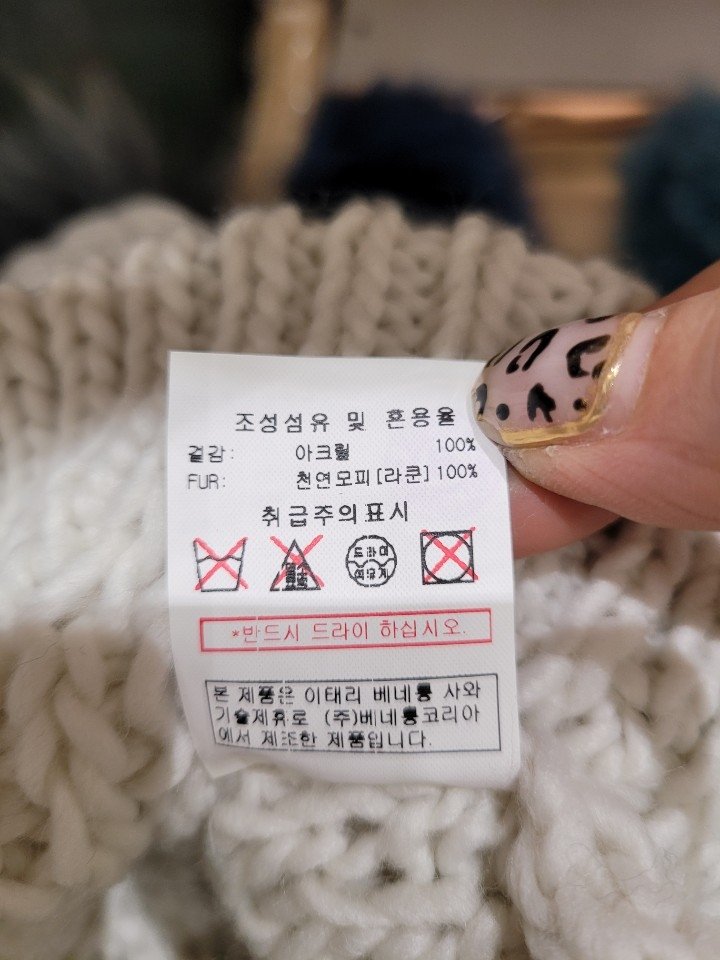 조성섬유 및 혼용율
겉감: 아크릴 100%
FUR: 천연모피[라쿤] 100%
취급주의표시
드라이
석유계
*반드시 드라이 하십시오.
본 제품은 이태리 베네통 사와
기술제휴로 (주)베네통코리아
에서 제조한 제품입니다.